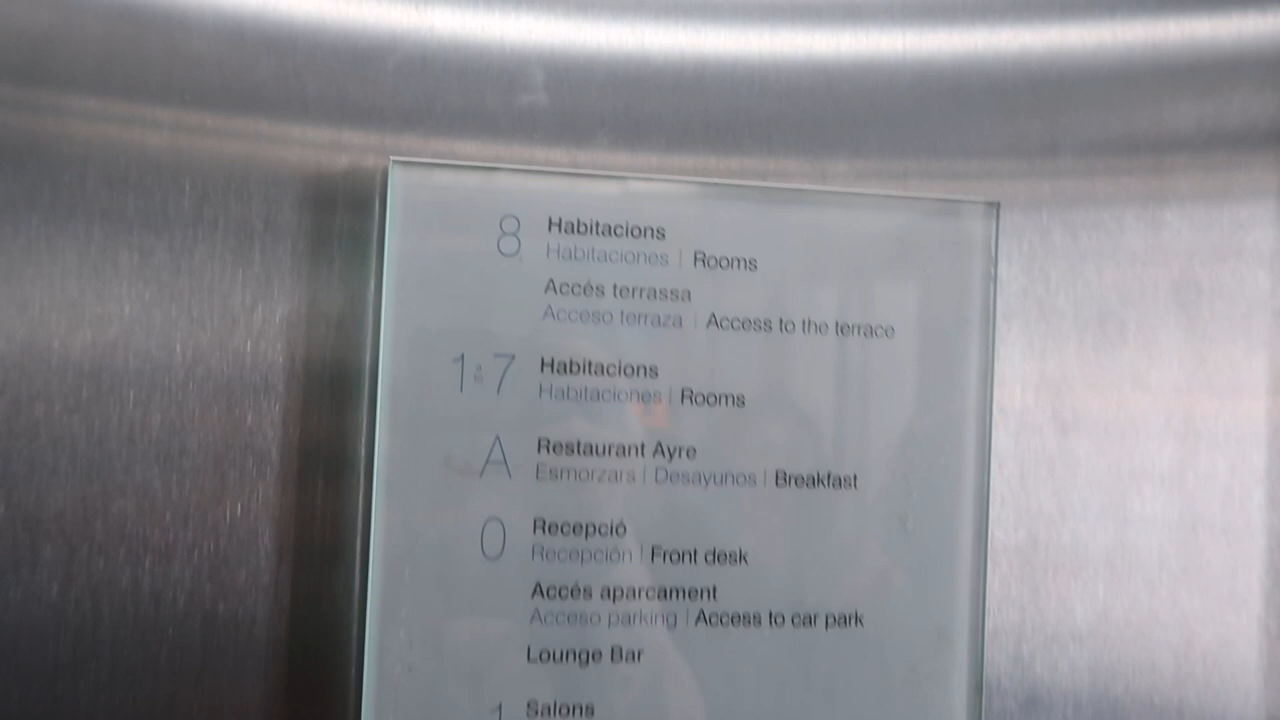 8 Habitacions
Habitaciones | Rooms
Accés terrassa
Acceso terraza | Access to the terrace
1:7 Habitacions
Habitaciones | Rooms
A Restaurant Ayre
Esmorzars | Desayunos | Breakfast
0 Recepció
Recepción | Front desk
Accés aparcament
Acceso parking | Access to car park
Lounge Bar
Salons